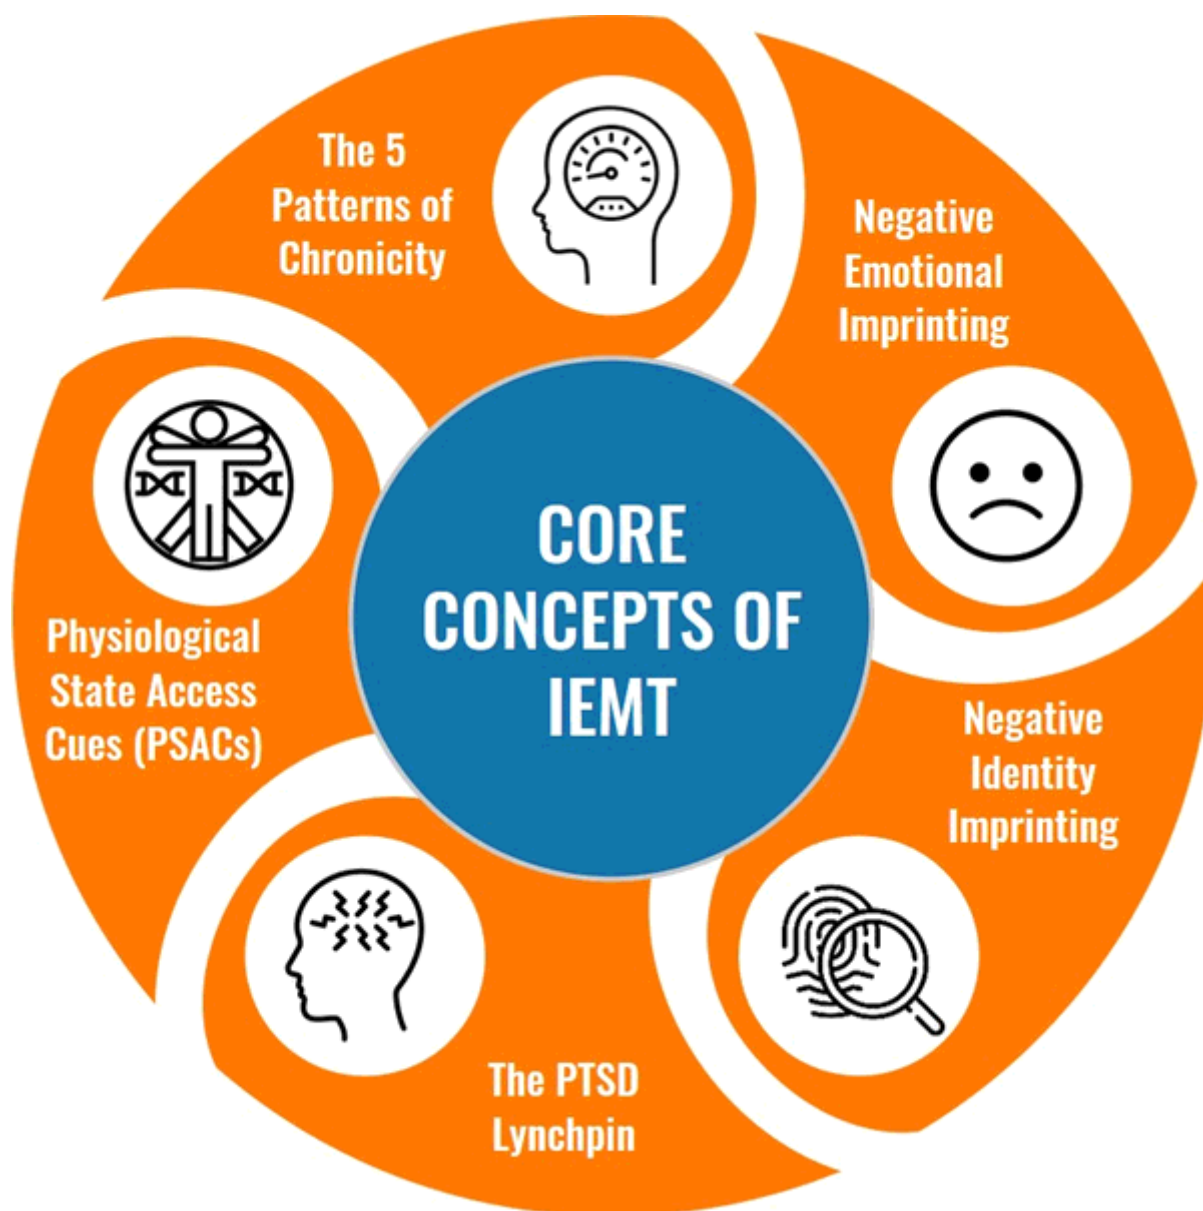 The 5
Patterns of
Chronicity
Negative
Emotional
Imprinting
CORE
CONCEPTS OF
IEMT
Physiological
State Access
Cues (PSACs)
Negative
Identity
Imprinting
The PTSD
Lynchpin